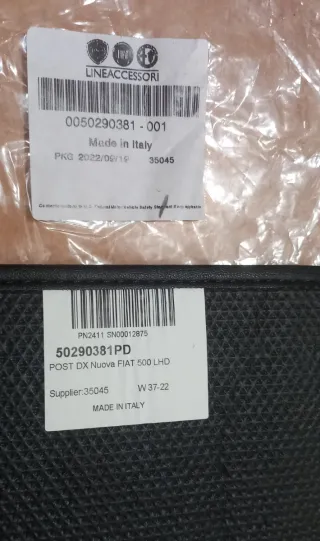 LINEACCESSORI
0050290381 - 001
Made in Italy
PKG 2022/09/19 35045
PN2411 SN00012875
50290381PD
POST DX Nuova FIAT 500 LHD
Supplier:35045 W 37-22
MADE IN ITALY